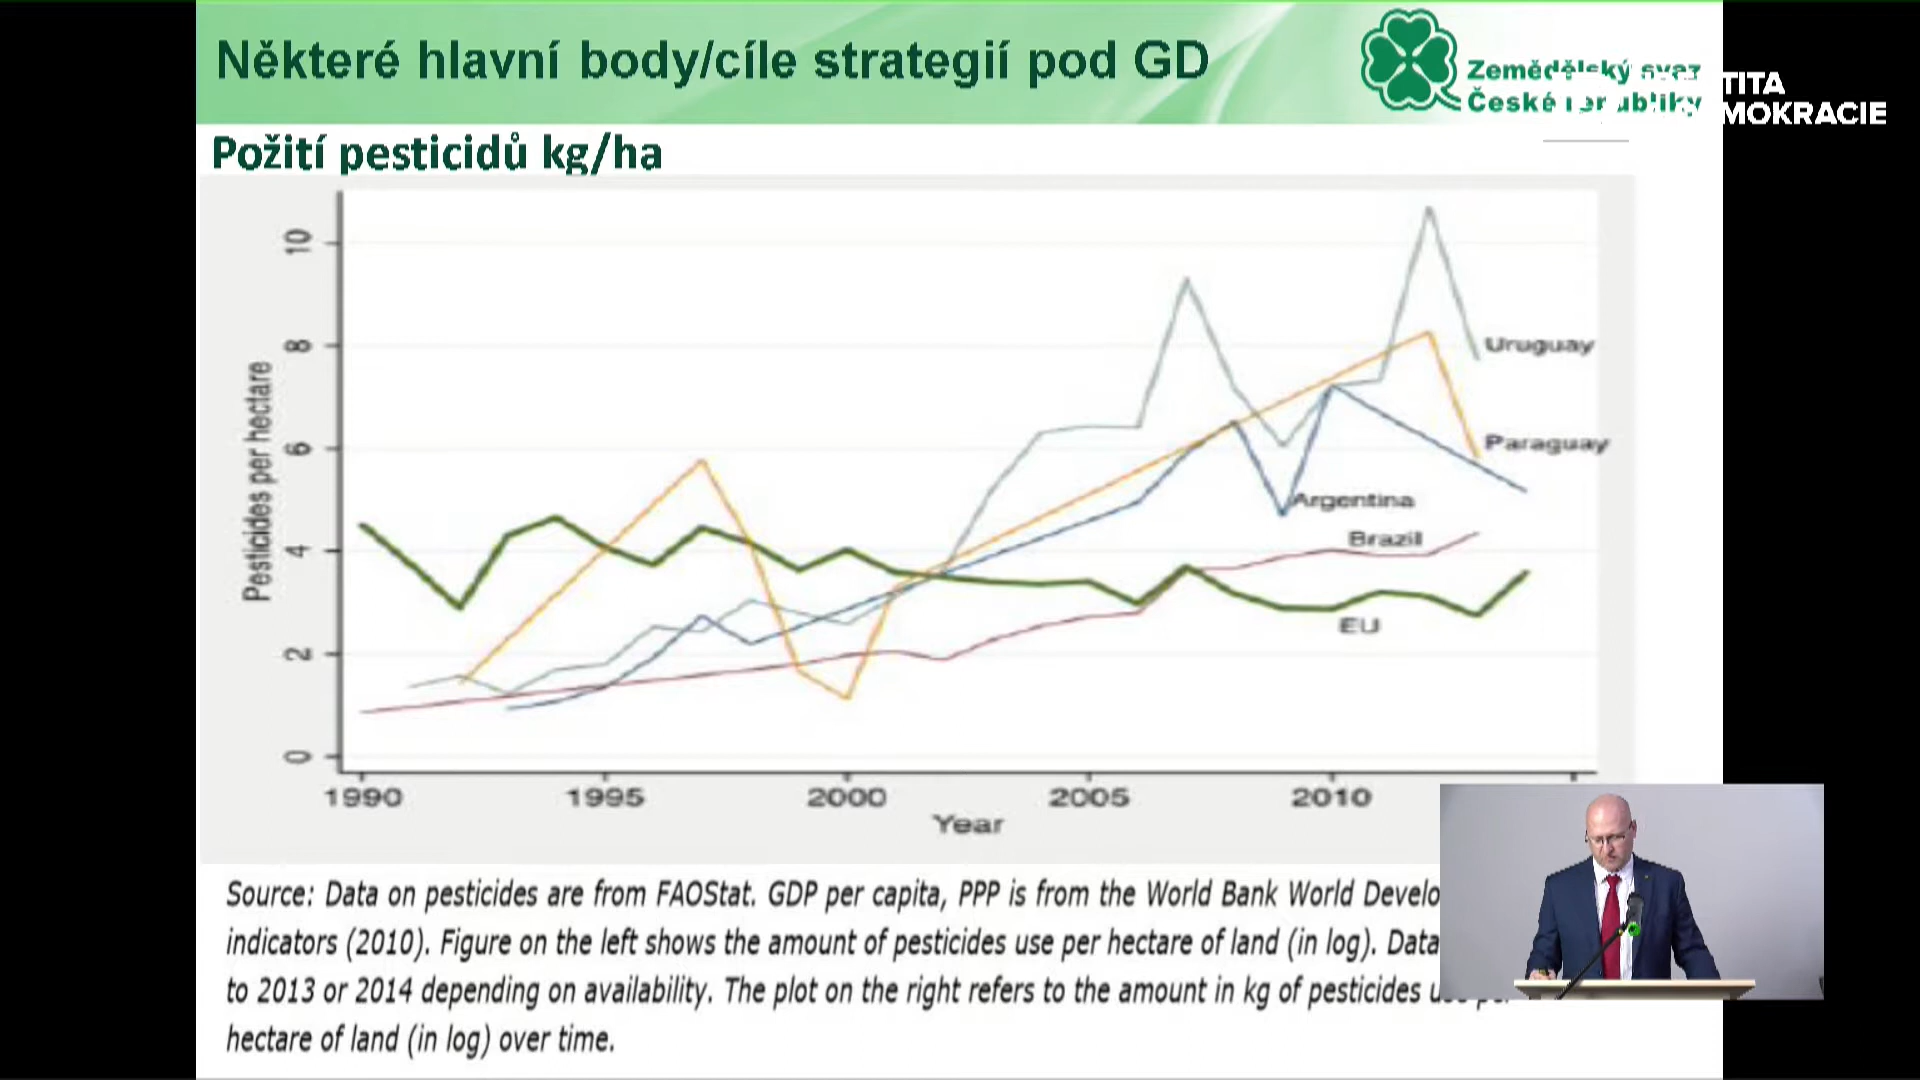 Některé hlavní body/cíle strategií pod GD
Zemědělský svaz
České republiky
TITA
MOKRACIE
Požití pesticidů kg/ha
Pesticides per hectare
10
8
6
4
2
0
Uruguay
Paraguay
Argentina
Brazil
EU
1990 1995 2000 2005 2010
Year
Source: Data on pesticides are from FAOStat. GDP per capita, PPP is from the World Bank World Develo
indicators (2010). Figure on the left shows the amount of pesticides use per hectare of land (in log). Data
to 2013 or 2014 depending on availability. The plot on the right refers to the amount in kg of pesticides use per
hectare of land (in log) over time.